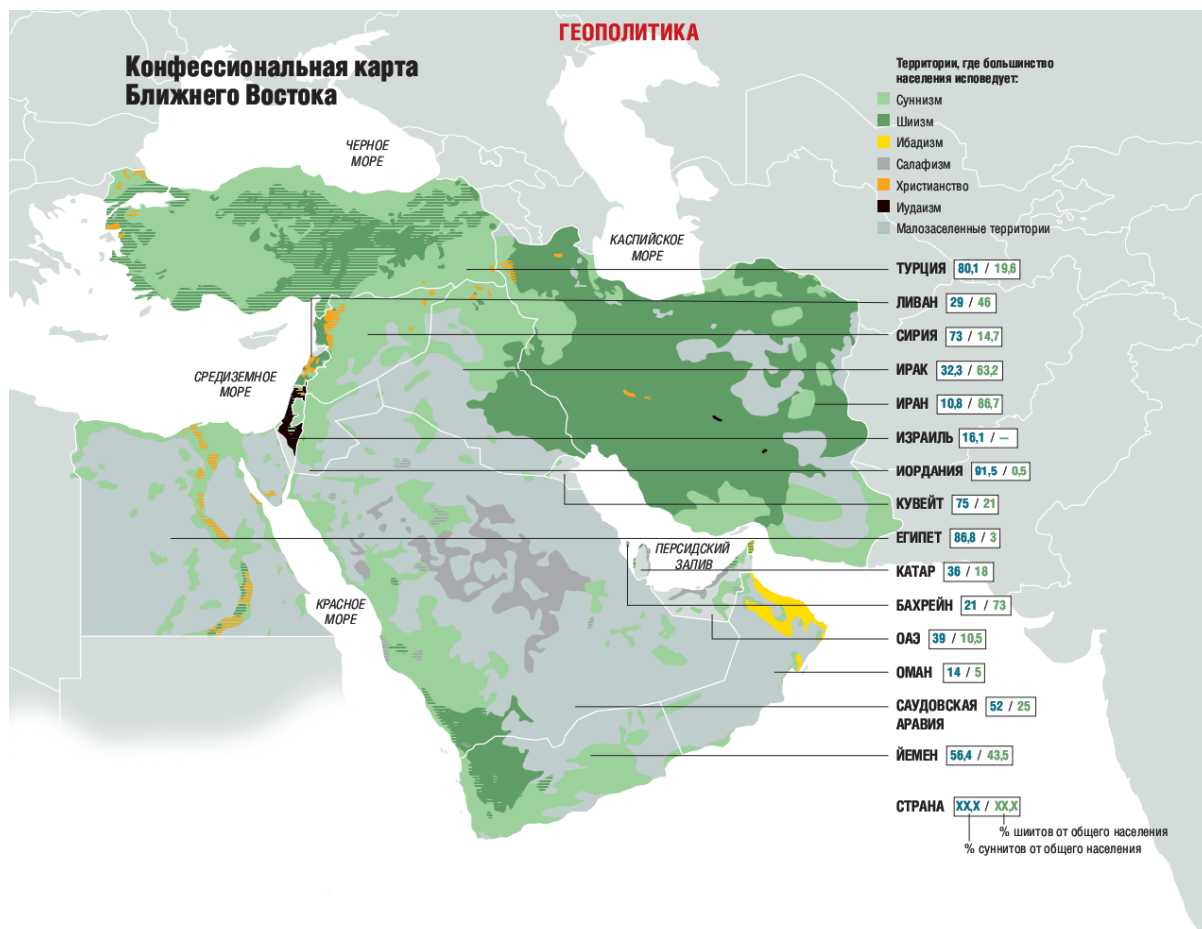 ГЕОПОЛИТИКА
Конфессиональная карта
Ближнего Востока
Территории, где большинство
населения исповедует:
Суннизм
Шиизм
Ибадизм
Салафизм
Христианство
Иудаизм
Малозаселенные территории
ЧЕРНОЕ
МОРЕ
КАСПИЙСКОЕ
МОРЕ
СРЕДИЗЕМНОЕ
МОРЕ
ПЕРСИДСКИЙ
ЗАЛИВ
КРАСНОЕ
МОРЕ
ТУРЦИЯ 80,1 / 19,6
ЛИВАН 29 / 46
СИРИЯ 73 / 14,7
ИРАК 32,3 / 63,2
ИРАН 10,8 / 86,7
ИЗРАИЛЬ 16,1 / —
ИОРДАНИЯ 91,5 / 0,5
КУВЕЙТ 75 / 21
ЕГИПЕТ 86,8 / 3
КАТАР 36 / 18
БАХРЕЙН 21 / 73
ОАЭ 39 / 10,5
ОМАН 14 / 5
САУДОВСКАЯ 52 / 25
АРАВИЯ
ЙЕМЕН 56,4 / 43,5
СТРАНА XX,X / XX,X
% шиитов от общего населения
% суннитов от общего населения